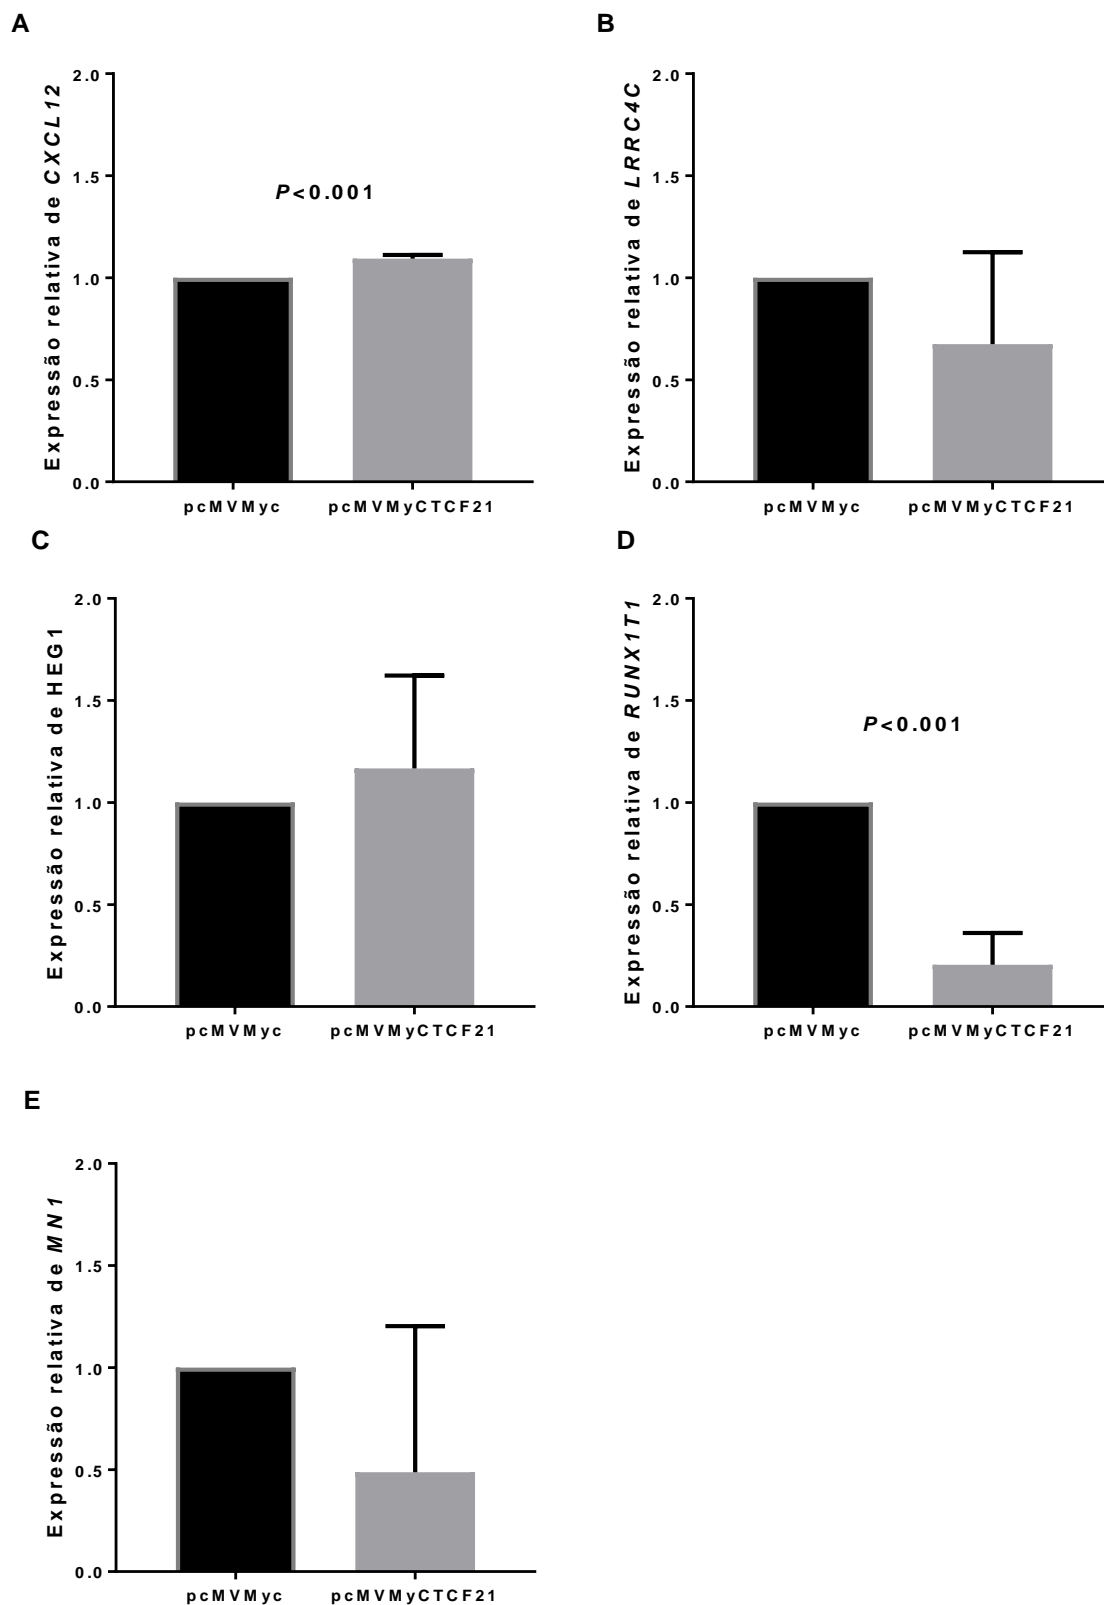 A
B
Expressão relativa de CXCL12
2.0
1.5
1.0
0.5
0.0
P<0.001
pcMVMyc
pcMVMyCTCF21
Expressão relativa de LRRC4C
2.0
1.5
1.0
0.5
0.0
pcMVMyc
pcMVMyCTCF21
C
D
Expressão relativa de HEG1
2.0
1.5
1.0
0.5
0.0
pcMVMyc
pcMVMyCTCF21
Expressão relativa de RUNX1T1
2.0
1.5
1.0
0.5
0.0
P<0.001
pcMVMyc
pcMVMyCTCF21
E
Expressão relativa de MN1
2.0
1.5
1.0
0.5
0.0
pcMVMyc
pcMVMyCTCF21